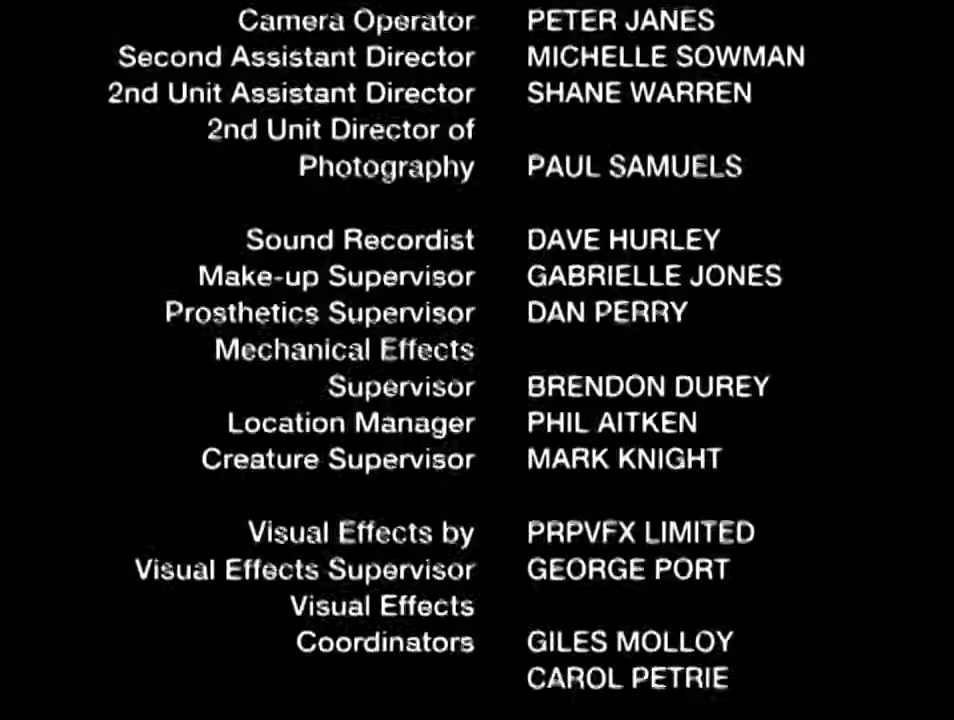 Camera Operator PETER JANES
Second Assistant Director MICHELLE SOWMAN
2nd Unit Assistant Director SHANE WARREN
2nd Unit Director of
Photography PAUL SAMUELS
Sound Recordist DAVE HURLEY
Make-up Supervisor GABRIELLE JONES
Prosthetics Supervisor DAN PERRY
Mechanical Effects
Supervisor BRENDON DUREY
Location Manager PHIL AITKEN
Creature Supervisor MARK KNIGHT
Visual Effects by PRPVFX LIMITED
Visual Effects Supervisor GEORGE PORT
Visual Effects
Coordinators GILES MOLLOY
CAROL PETRIE